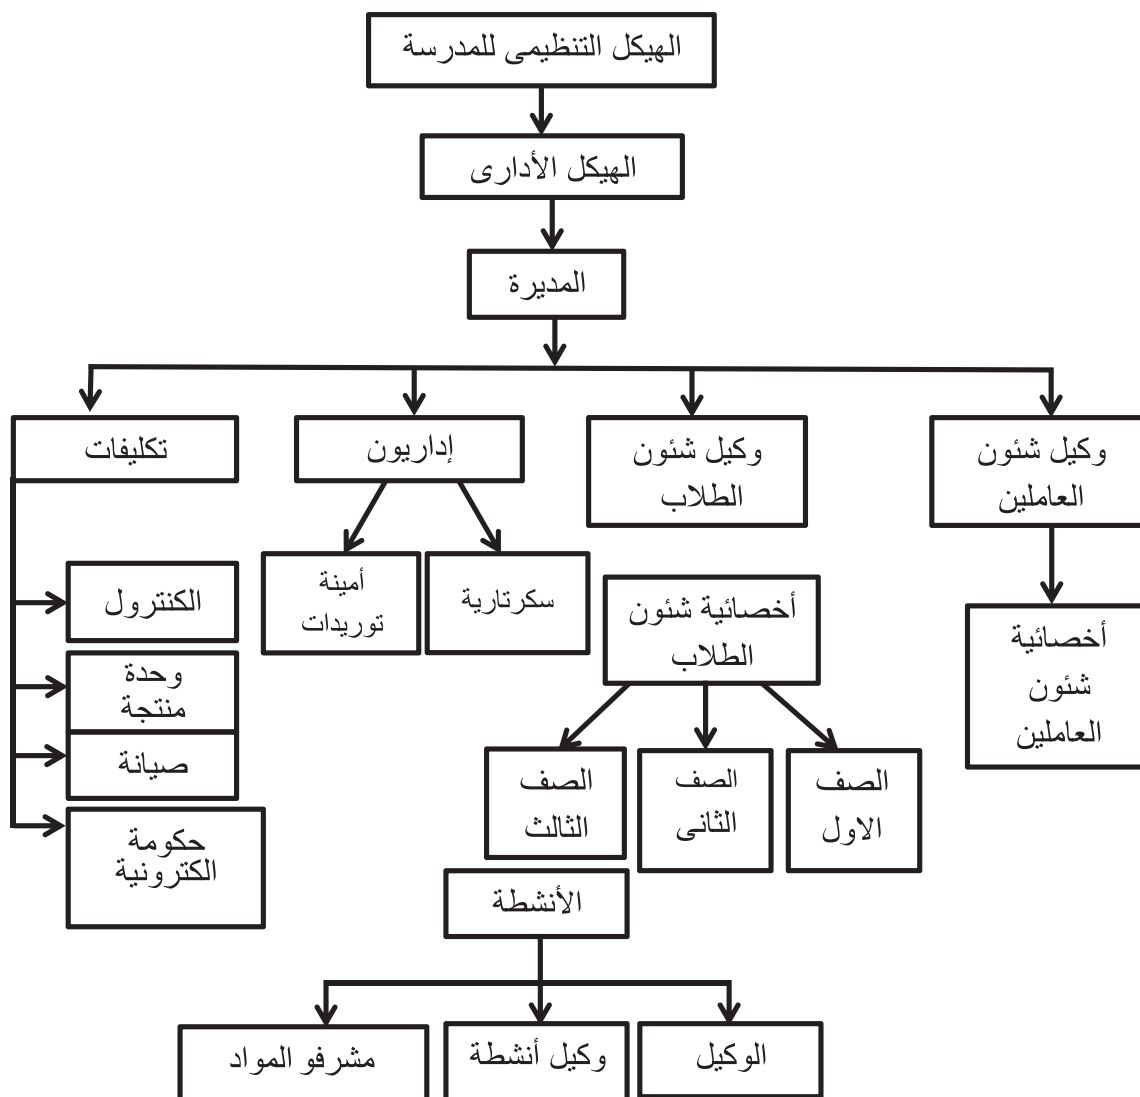 الهيكل التنظيمى للمدرسة
الهيكل الأدارى
المديرة
وكيل شئون
العاملين
وكيل شئون
الطلاب
إداريون
تكليفات
أخصائية
شئون
العاملين
أخصائية شئون
الطلاب
سكرتارية
أمينة
توريدات
الكنترول
وحدة
منتجة
صيانة
حكومة
الكترونية
الصف
الاول
الصف
الثانى
الصف
الثالث
الأنشطة
الوكيل
وكيل أنشطة
مشرفو المواد